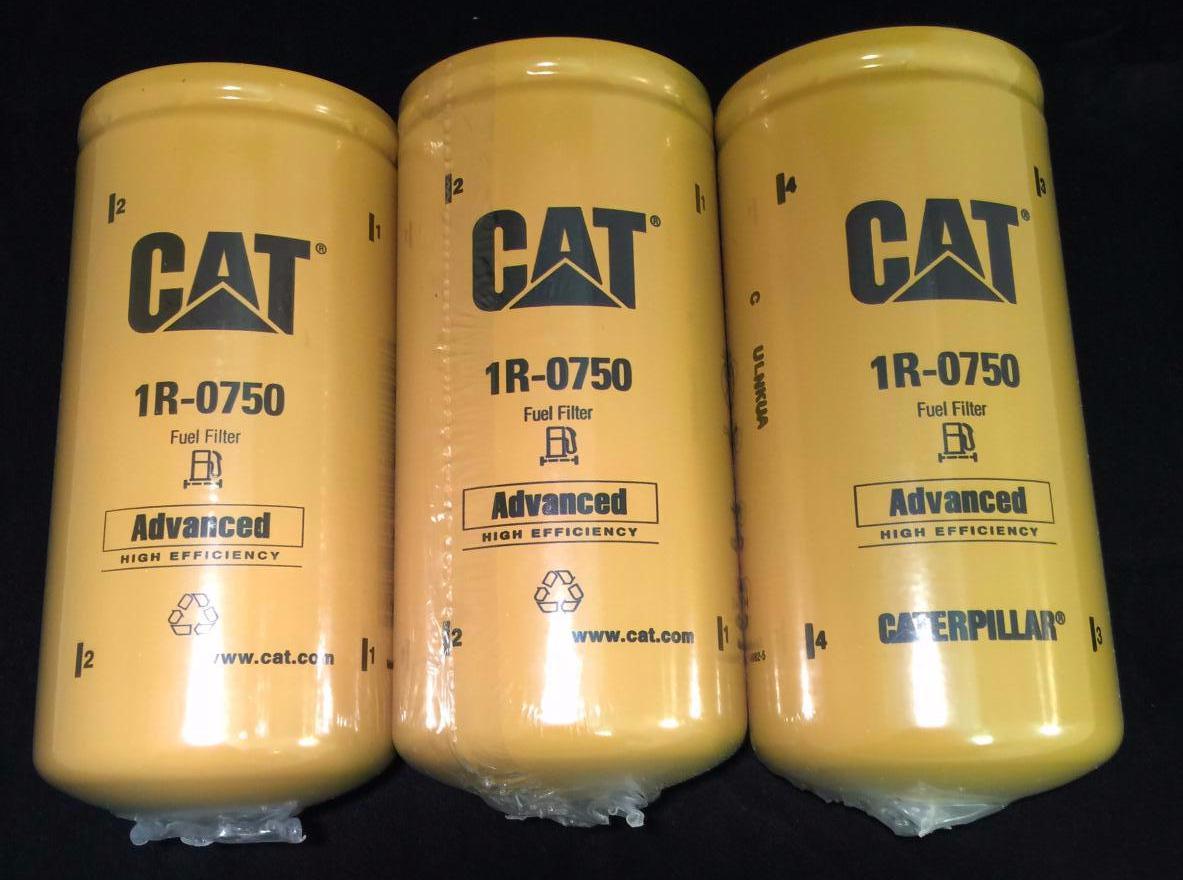 2
1
CAT®
1R-0750
Fuel Filter
Advanced
HIGH EFFICIENCY
2
www.cat.com
1
2
1
CAT®
1R-0750
Fuel Filter
Advanced
HIGH EFFICIENCY
2
www.cat.com
1
4
3
CAT®
C ULNKUA
1R-0750
Fuel Filter
Advanced
HIGH EFFICIENCY
CATERPILLAR®
4
3